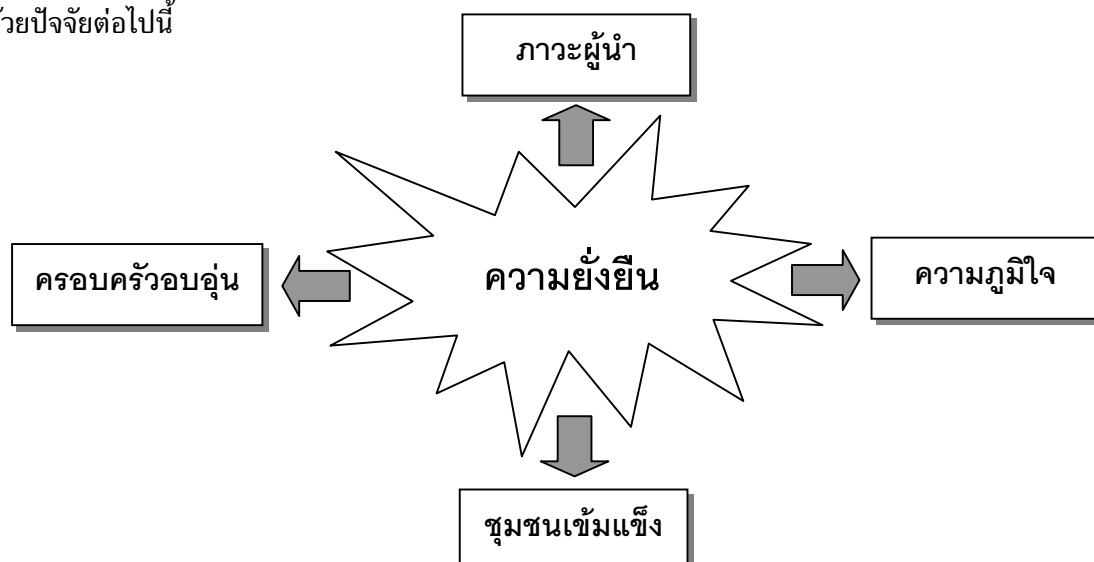 ด้วยปัจจัยต่อไปนี้
ภาวะผู้นำ
ครอบครัวอบอุ่น
ความยั่งยืน
ความภูมิใจ
ชุมชนเข้มแข็ง